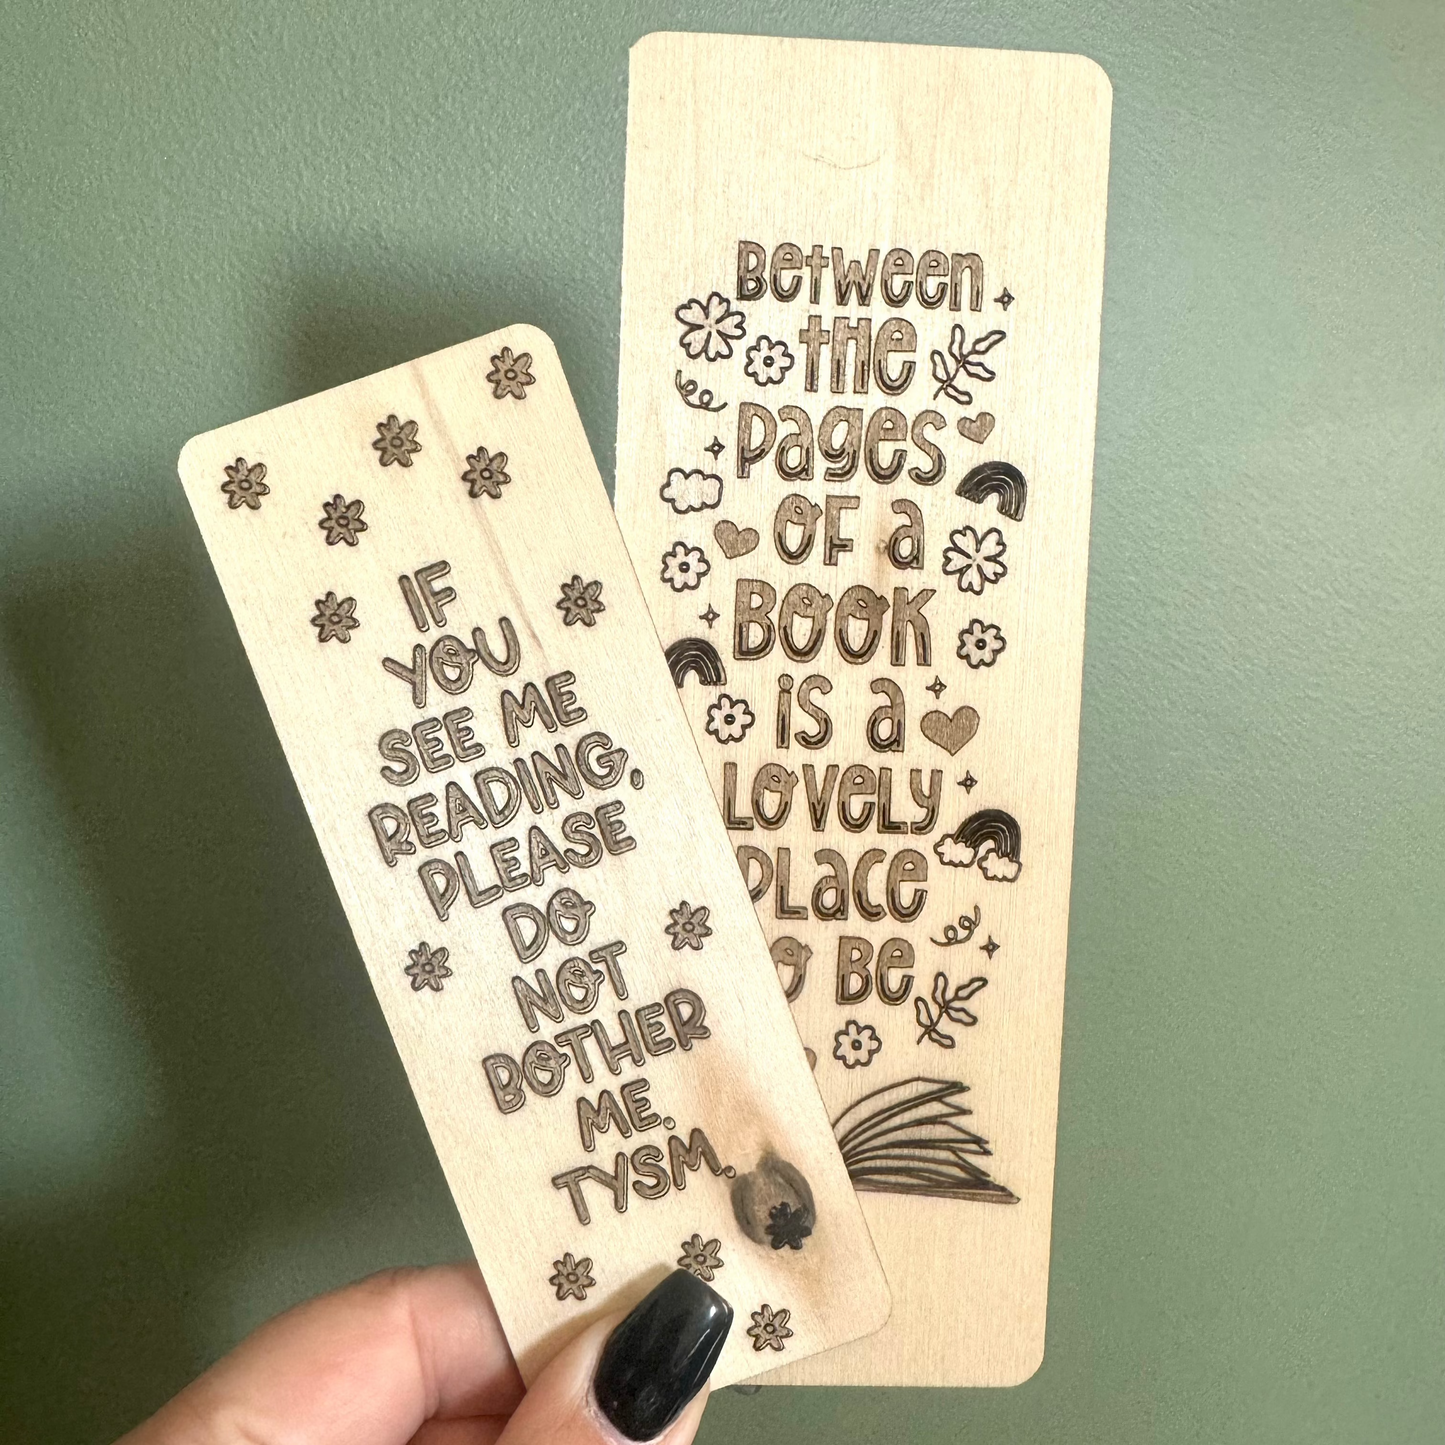 IF
YOU
SEE ME
READING,
PLEASE
DO
NOT
BOTHER
ME.
TYSM.
Between
THE
Pages
OF a
BOOK
is a
LOVELY
PLaCe
TO Be